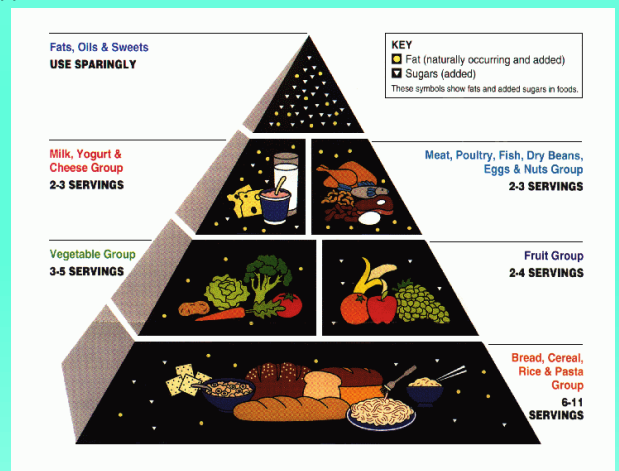 Fats, Oils & Sweets
USE SPARINGLY
KEY
Fat (naturally occurring and added)
Sugars (added)
These symbols show fats and added sugars in foods.
Milk, Yogurt &
Cheese Group
2-3 SERVINGS
Meat, Poultry, Fish, Dry Beans,
Eggs & Nuts Group
2-3 SERVINGS
Vegetable Group
3-5 SERVINGS
Fruit Group
2-4 SERVINGS
Bread, Cereal,
Rice & Pasta
Group
6-11
SERVINGS